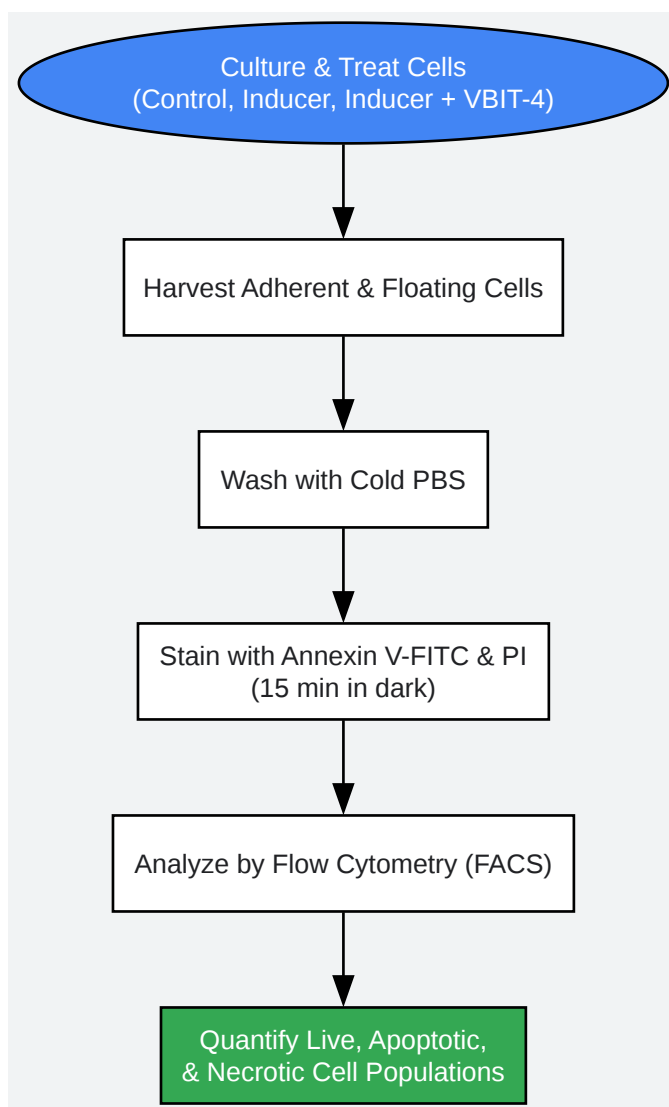 Culture & Treat Cells
(Control, Inducer, Inducer + VBIT-4)
Harvest Adherent & Floating Cells
Wash with Cold PBS
Stain with Annexin V-FITC & PI
(15 min in dark)
Analyze by Flow Cytometry (FACS)
Quantify Live, Apoptotic,
& Necrotic Cell Populations